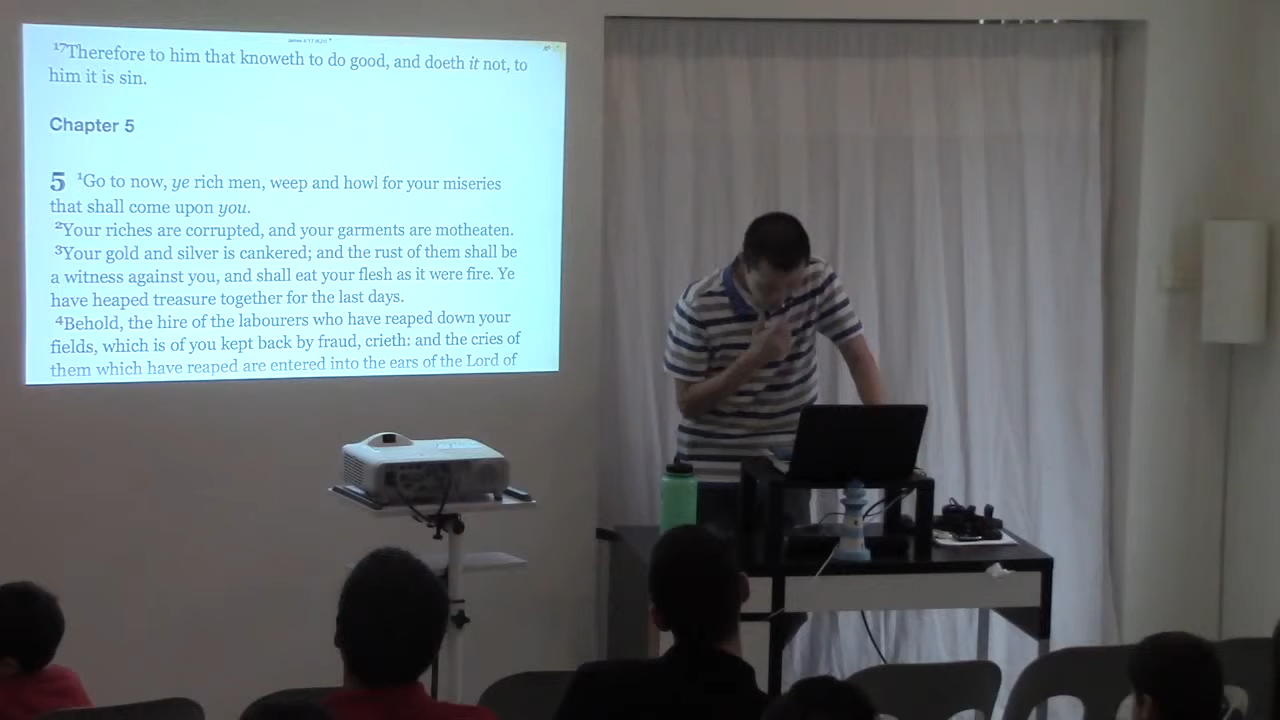 ¹⁷Therefore to him that knoweth to do good, and doeth it not, to
him it is sin.
Chapter 5
5 ¹Go to now, ye rich men, weep and howl for your miseries
that shall come upon you.
²Your riches are corrupted, and your garments are motheaten.
³Your gold and silver is cankered; and the rust of them shall be
a witness against you, and shall eat your flesh as it were fire. Ye
have heaped treasure together for the last days.
⁴Behold, the hire of the labourers who have reaped down your
fields, which is of you kept back by fraud, crieth: and the cries of
them which have reaped are entered into the ears of the Lord of